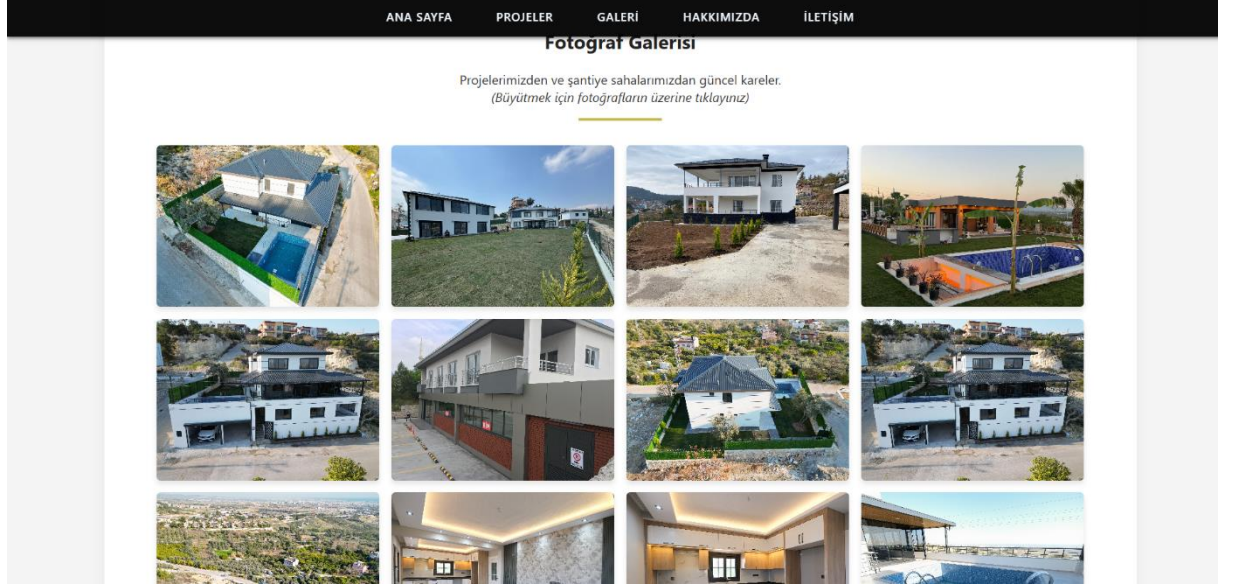 ANA SAYFA PROJELER GALERİ HAKKIMIZDA İLETİŞİM
Fotoğraf Galerisi
Projelerimizden ve şantiye sahalarımızdan güncel kareler.
(Büyütmek için fotoğrafların üzerine tıklayınız)